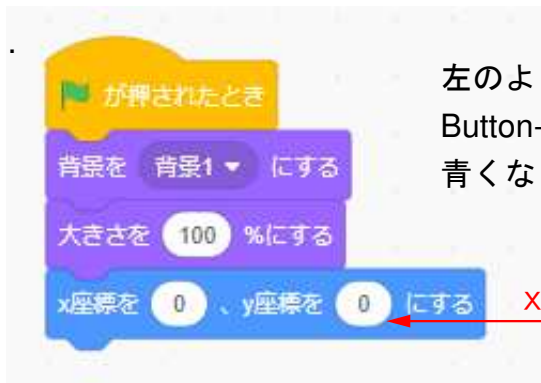 .
が押されたとき
左のよ
背景を 背景1 にする
Button-
青くな
大きさを 100 %にする
x座標を 0 、y座標を 0 にする
X